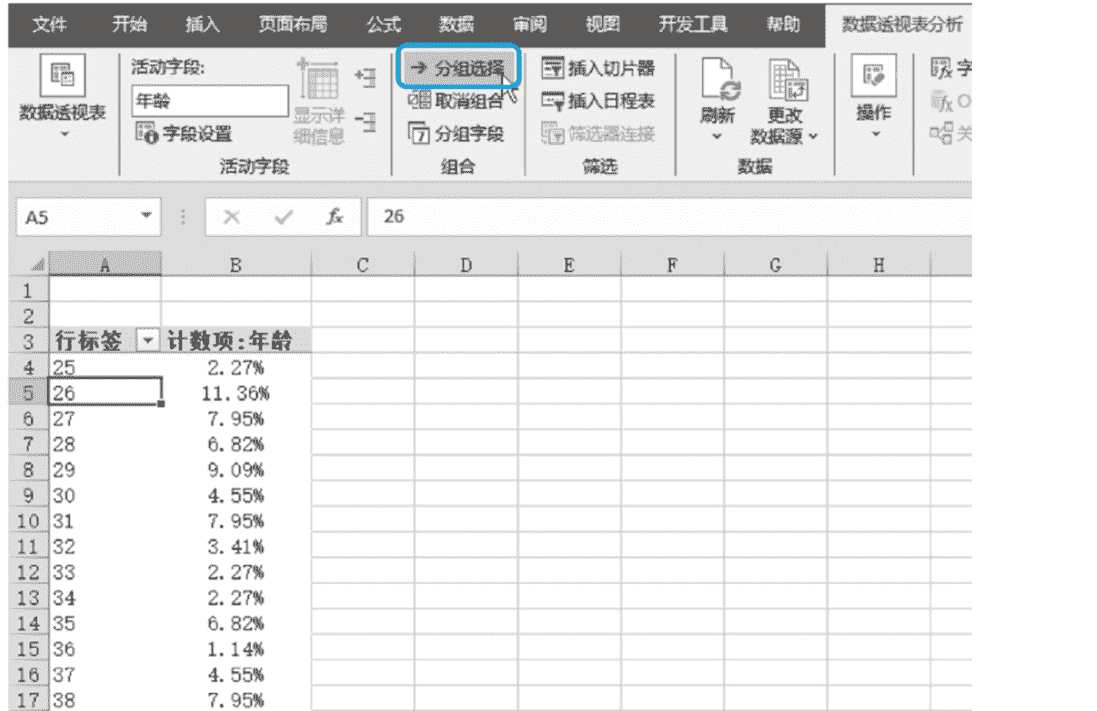 文件 开始 插入 页面布局 公式 数据 审阅 视图 开发工具 帮助 数据透视表分析
数据透视表
活动字段:
年龄
字段设置
显示详
细信息
活动字段
分组选择
取消组合
7 分组字段
组合
插入切片器
插入日程表
筛选器连接
筛选
刷新
更改
数据源
数据
操作
fx 字
fx
关
A5 fx 26
A B C D E F G H
1
2
3 行标签 计数项:年龄
4 25 2.27%
5 26 11.36%
6 27 7.95%
7 28 6.82%
8 29 9.09%
9 30 4.55%
10 31 7.95%
11 32 3.41%
12 33 2.27%
13 34 2.27%
14 35 6.82%
15 36 1.14%
16 37 4.55%
17 38 7.95%